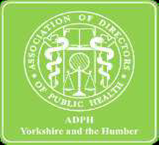 ASSOCIATION OF DIRECTORS
OF PUBLIC HEALTH
ADPH
Yorkshire and the Humber